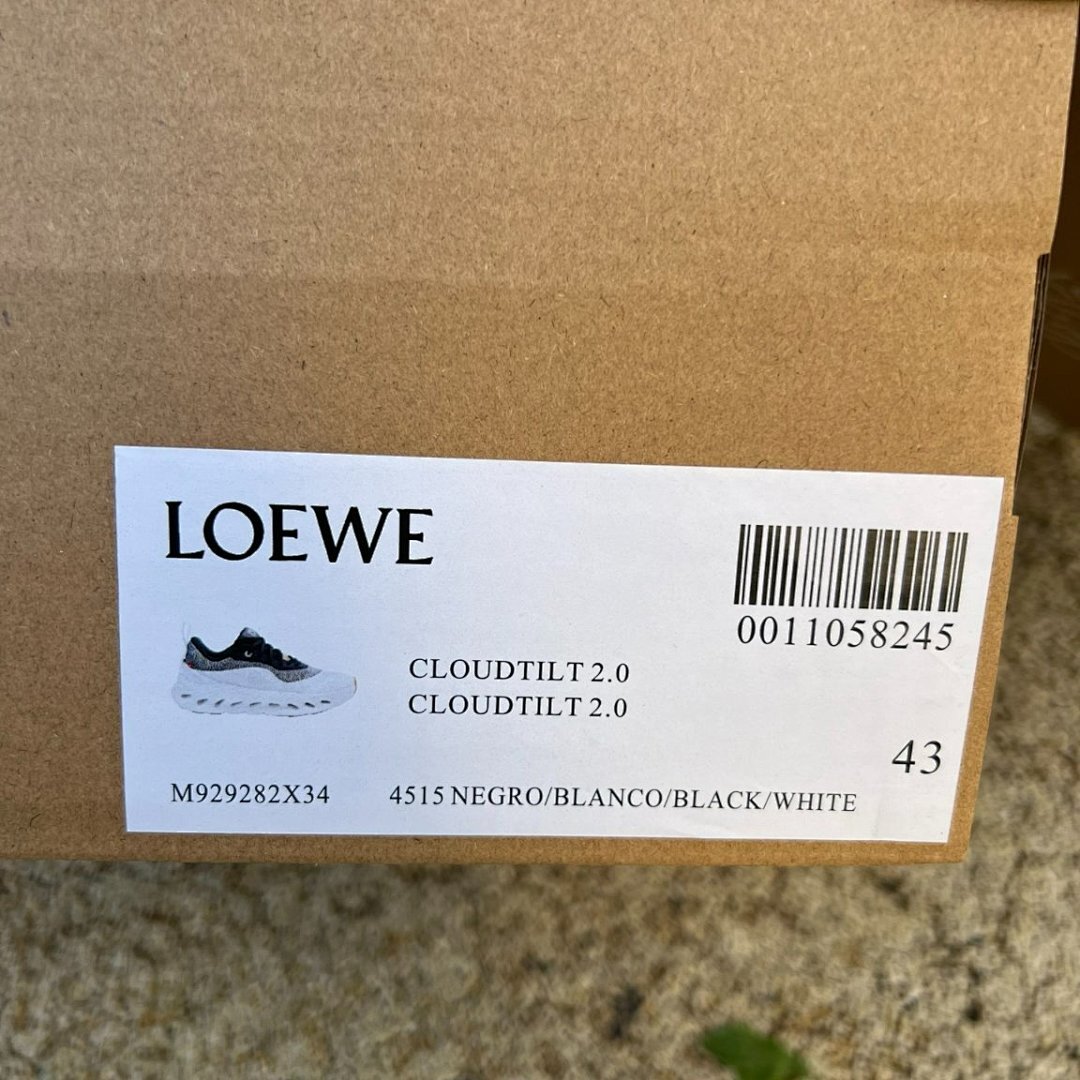 LOEWE
0011058245
CLOUDTILT 2.0
CLOUDTILT 2.0
43
M929282X34 4515 NEGRO/BLANCO/BLACK/WHITE